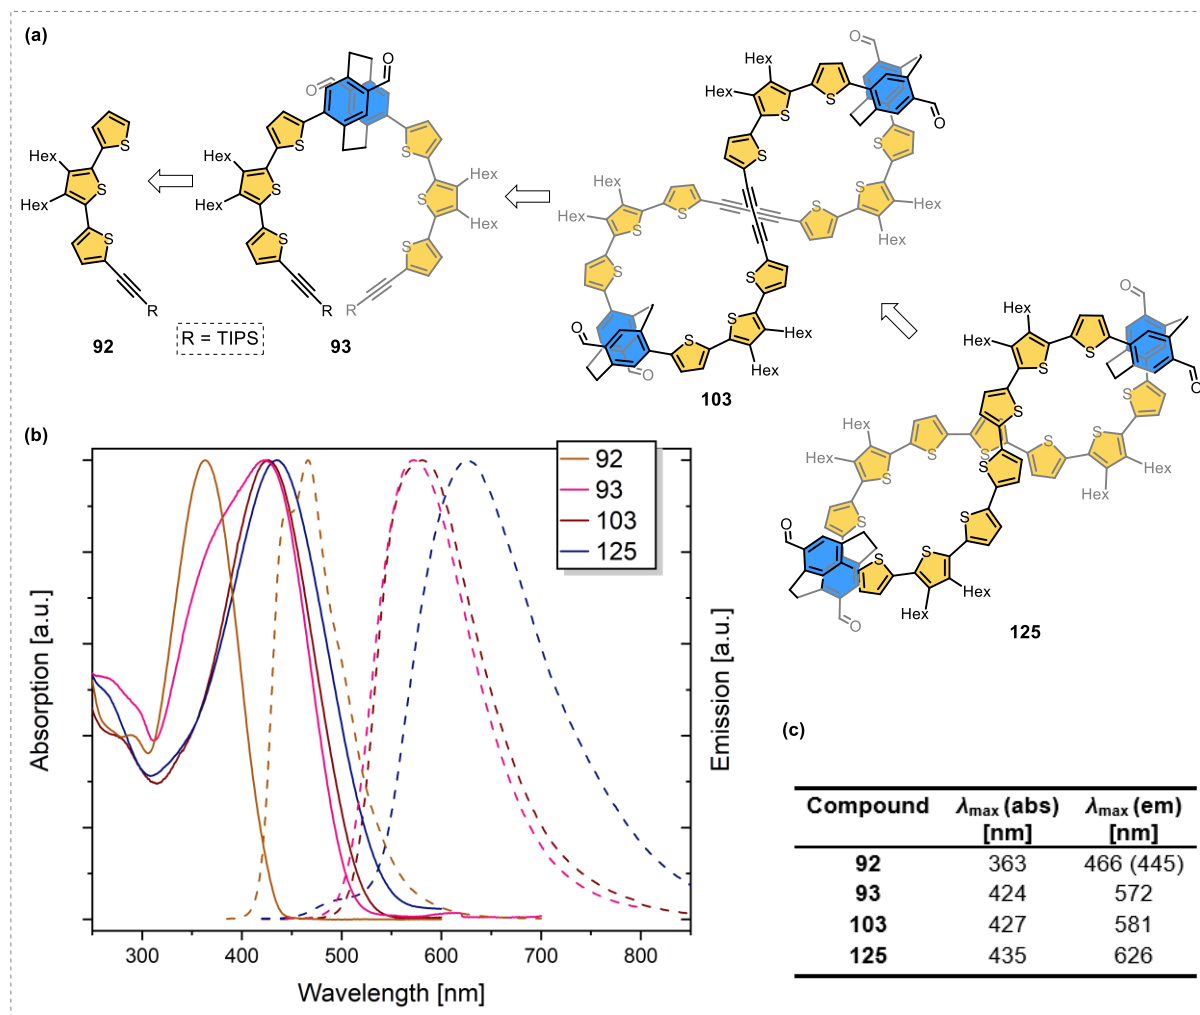 (a)
O
O
Hex
Hex
S
S
S
R
92
R = TIPS
Hex
Hex
S
S
S
R
S
S
S
Hex
Hex
R
93
O
O
Hex
Hex
S
S
S
S
S
Hex
Hex
Hex
Hex
S
S
S
S
S
S
S
Hex
Hex
O
O
103
O
O
Hex
Hex
S
S
S
S
S
S
S
S
Hex
Hex
Hex
Hex
S
S
S
S
S
S
S
S
Hex
Hex
O
O
125
(b)
92
93
103
125
Absorption [a.u.]
Emission [a.u.]
300 400 500 600 700 800
Wavelength [nm]
(c)
Compound λmax (abs) λmax (em)
[nm] [nm]
92 363 466 (445)
93 424 572
103 427 581
125 435 626